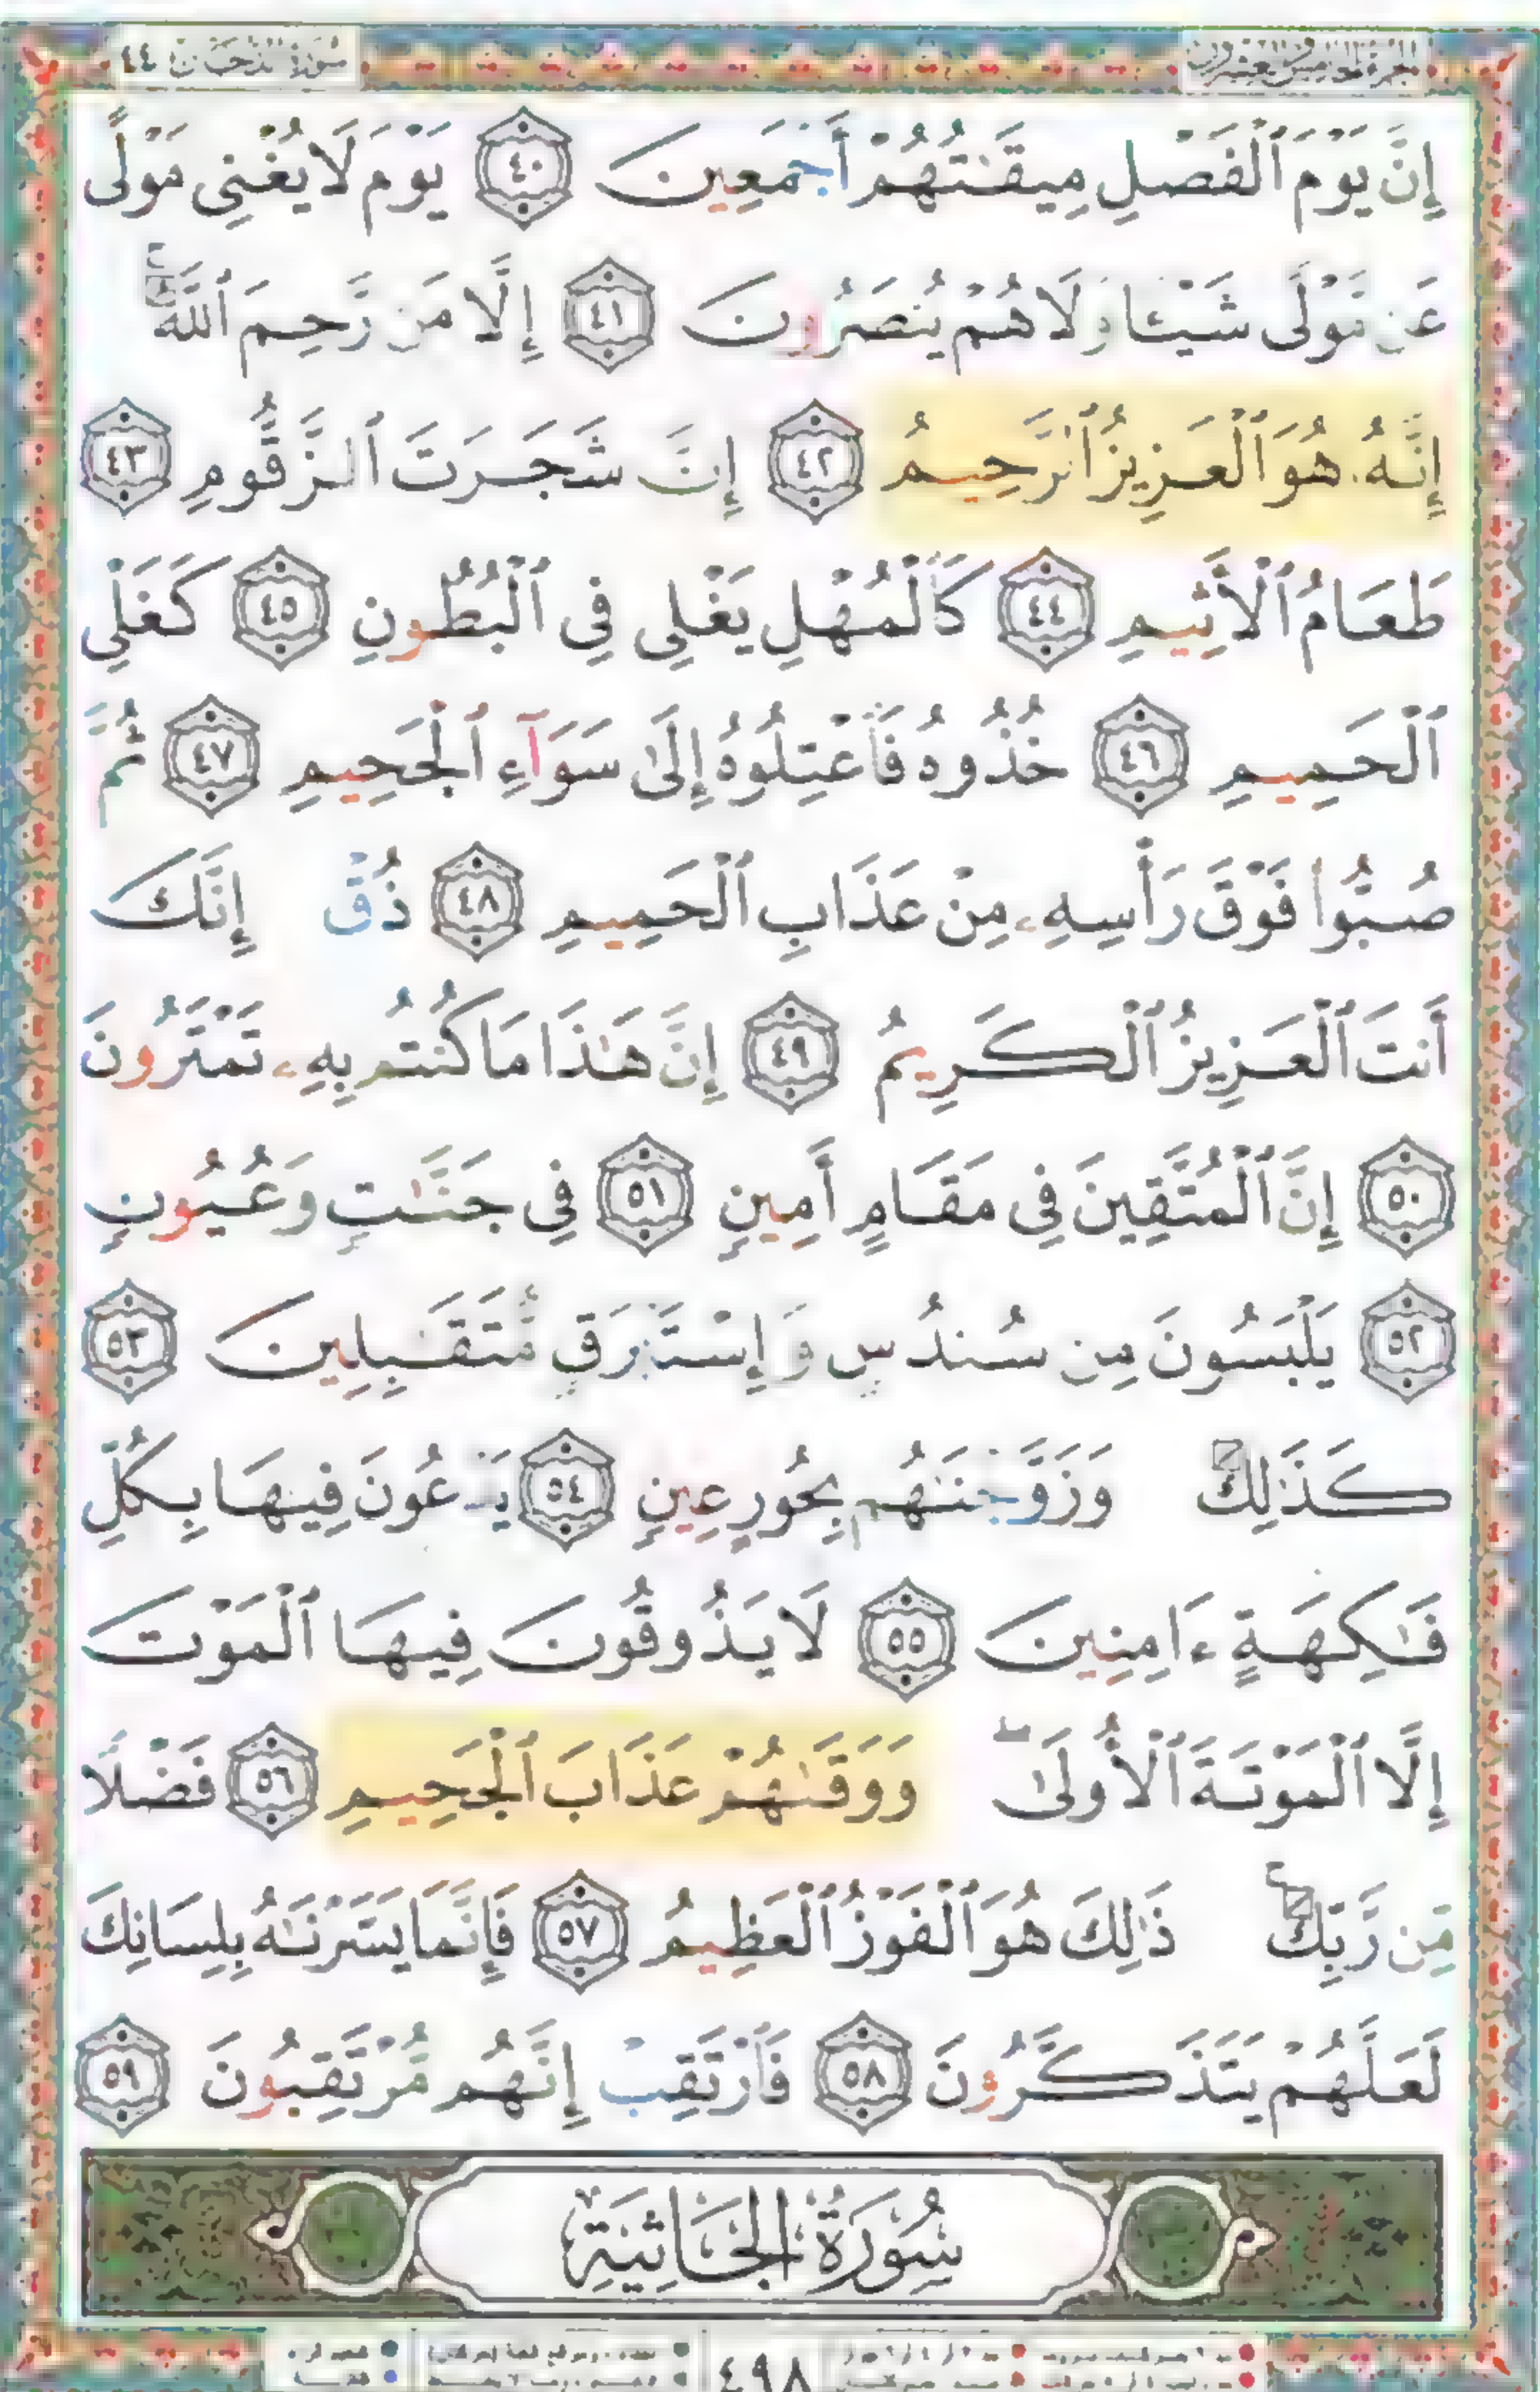 سورة الدخان ٤٤
الجزء الخامس والعشرون
إِنَّ يَوْمَ ٱلْفَصْلِ مِيقَٰتُهُمْ أَجْمَعِينَ ٤٠ يَوْمَ لَا يُغْنِى مَوْلًى
عَن مَّوْلًى شَيْـًٔا وَلَا هُمْ يُنصَرُونَ ٤١ إِلَّا مَن رَّحِمَ ٱللَّهُ ۚ
إِنَّهُۥ هُوَ ٱلْعَزِيزُ ٱلرَّحِيمُ ٤٢ إِنَّ شَجَرَتَ ٱلزَّقُّومِ ٤٣
طَعَامُ ٱلْأَثِيمِ ٤٤ كَٱلْمُهْلِ يَغْلِى فِى ٱلْبُطُونِ ٤٥ كَغَلْىِ
ٱلْحَمِيمِ ٤٦ خُذُوهُ فَٱعْتِلُوهُ إِلَىٰ سَوَآءِ ٱلْجَحِيمِ ٤٧ ثُمَّ
صُبُّوا۟ فَوْقَ رَأْسِهِۦ مِنْ عَذَابِ ٱلْحَمِيمِ ٤٨ ذُقْ إِنَّكَ
أَنتَ ٱلْعَزِيزُ ٱلْكَرِيمُ ٤٩ إِنَّ هَٰذَا مَا كُنتُم بِهِۦ تَمْتَرُونَ
٥٠ إِنَّ ٱلْمُتَّقِينَ فِى مَقَامٍ أَمِينٍ ٥١ فِى جَنَّٰتٍ وَعُيُونٍ
٥٢ يَلْبَسُونَ مِن سُندُسٍ وَإِسْتَبْرَقٍ مُّتَقَٰبِلِينَ ٥٣
كَذَٰلِكَ ۖ وَزَوَّجْنَٰهُم بِحُورٍ عِينٍ ٥٤ يَدْعُونَ فِيهَا بِكُلِّ
فَٰكِهَةٍ ءَامِنِينَ ٥٥ لَا يَذُوقُونَ فِيهَا ٱلْمَوْتَ
إِلَّا ٱلْمَوْتَةَ ٱلْأُولَىٰ ۖ وَوَقَىٰهُمْ عَذَابَ ٱلْجَحِيمِ ٥٦ فَضْلًا
مِّن رَّبِّكَ ۚ ذَٰلِكَ هُوَ ٱلْفَوْزُ ٱلْعَظِيمُ ٥٧ فَإِنَّمَا يَسَّرْنَٰهُ بِلِسَانِكَ
لَعَلَّهُمْ يَتَذَكَّرُونَ ٥٨ فَٱرْتَقِبْ إِنَّهُم مُّرْتَقِبُونَ ٥٩
سُورَةُ الجَاثِيَةِ
٤٩٨